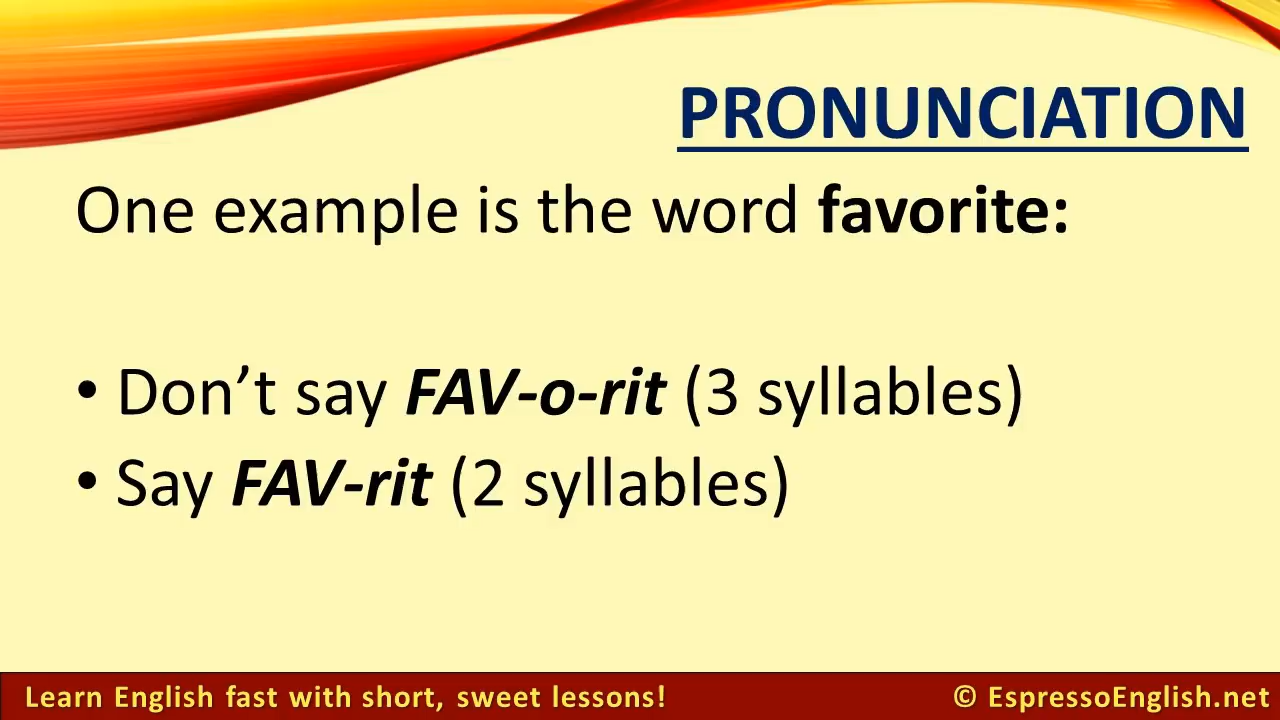 PRONUNCIATION
One example is the word favorite:
• Don’t say FAV-o-rit (3 syllables)
• Say FAV-rit (2 syllables)
Learn English fast with short, sweet lessons!
© EspressoEnglish.net